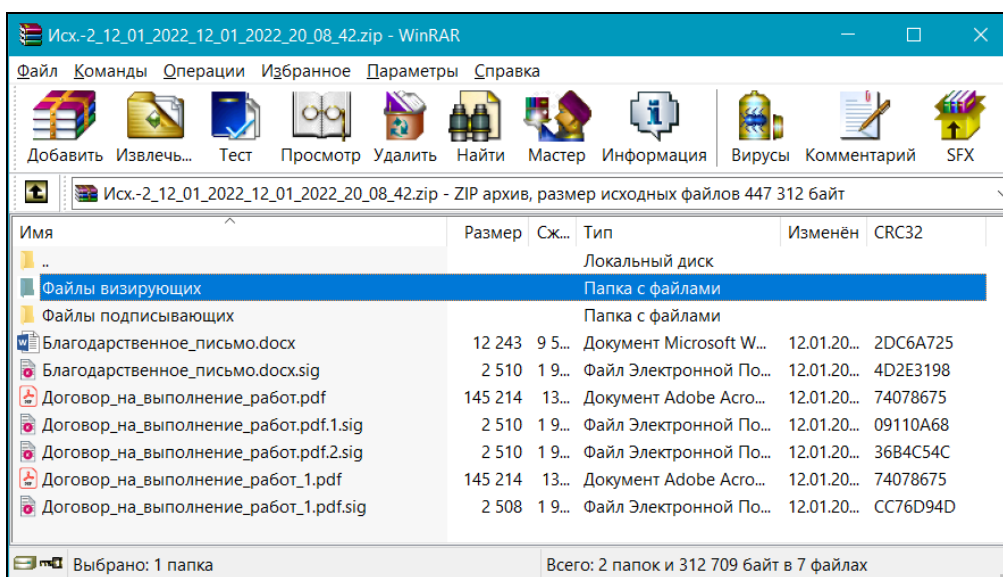 Исх.-2_12_01_2022_12_01_2022_20_08_42.zip - WinRAR
Файл Команды Операции Избранное Параметры Справка
Добавить Извлечь... Тест Просмотр Удалить Найти Мастер Информация Вирусы Комментарий SFX
Исх.-2_12_01_2022_12_01_2022_20_08_42.zip - ZIP архив, размер исходных файлов 447 312 байт
Имя Размер Сж... Тип Изменён CRC32
.. Локальный диск
Файлы визирующих Папка с файлами
Файлы подписывающих Папка с файлами
Благодарственное_письмо.docx 12 243 9 5... Документ Microsoft W... 12.01.20... 2DC6A725
Благодарственное_письмо.docx.sig 2 510 1 9... Файл Электронной По... 12.01.20... 4D2E3198
Договор_на_выполнение_работ.pdf 145 214 13... Документ Adobe Acro... 12.01.20... 74078675
Договор_на_выполнение_работ.pdf.1.sig 2 510 1 9... Файл Электронной По... 12.01.20... 09110A68
Договор_на_выполнение_работ.pdf.2.sig 2 510 1 9... Файл Электронной По... 12.01.20... 36B4C54C
Договор_на_выполнение_работ_1.pdf 145 214 13... Документ Adobe Acro... 12.01.20... 74078675
Договор_на_выполнение_работ_1.pdf.sig 2 508 1 9... Файл Электронной По... 12.01.20... CC76D94D
Выбрано: 1 папка Всего: 2 папок и 312 709 байт в 7 файлах